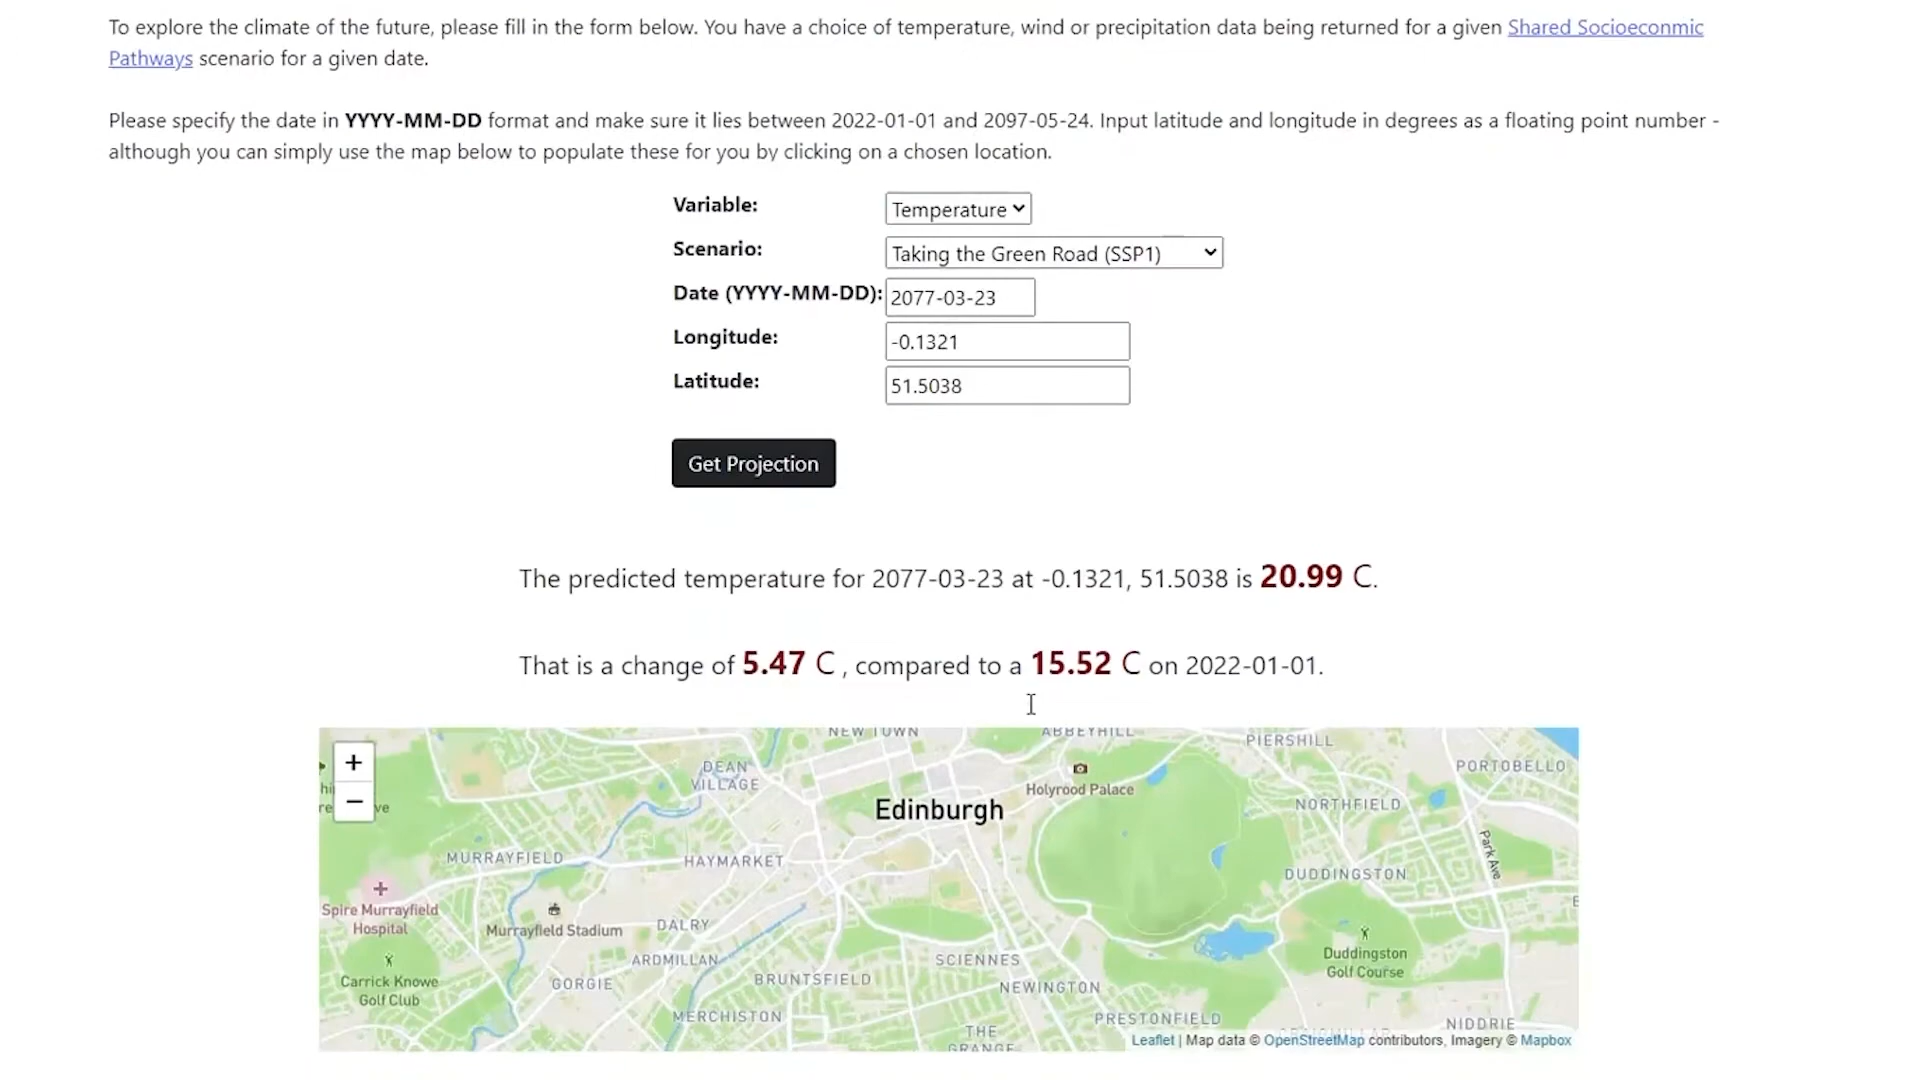 To explore the climate of the future, please fill in the form below. You have a choice of temperature, wind or precipitation data being returned for a given Shared Socioeconmic
Pathways scenario for a given date.
Please specify the date in YYYY-MM-DD format and make sure it lies between 2022-01-01 and 2097-05-24. Input latitude and longitude in degrees as a floating point number -
although you can simply use the map below to populate these for you by clicking on a chosen location.
Variable: Temperature
Scenario: Taking the Green Road (SSP1)
Date (YYYY-MM-DD): 2077-03-23
Longitude: -0.1321
Latitude: 51.5038
Get Projection
The predicted temperature for 2077-03-23 at -0.1321, 51.5038 is 20.99 C.
That is a change of 5.47 C , compared to a 15.52 C on 2022-01-01.
NEW TOWN
ABBEYHILL
PIERSHILL
+
−
DEAN
VILLAGE
PORTOBELLO
Holyrood Palace
Edinburgh
NORTHFIELD
Park Ave
MURRAYFIELD
HAYMARKET
DUDDINGSTON
Spire Murrayfield
Hospital
Murrayfield Stadium
DALRY
Duddingston
Golf Course
ARDMILLAN
SCIENNES
Carrick Knowe
Golf Club
GORGIE
BRUNTSFIELD
NEWINGTON
MERCHISTON
PRESTONFIELD
NIDDRIE
THE
GRANGE
Leaflet | Map data © OpenStreetMap contributors, Imagery © Mapbox